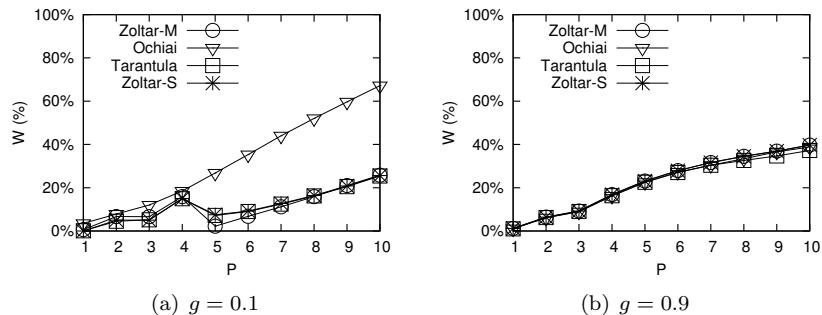 100%
80%
60%
40%
20%
0%
W (%)
1 2 3 4 5 6 7 8 9 10
P
Zoltar-M
Ochiai
Tarantula
Zoltar-S
(a) g = 0.1
100%
80%
60%
40%
20%
0%
W (%)
1 2 3 4 5 6 7 8 9 10
P
Zoltar-M
Ochiai
Tarantula
Zoltar-S
(b) g = 0.9